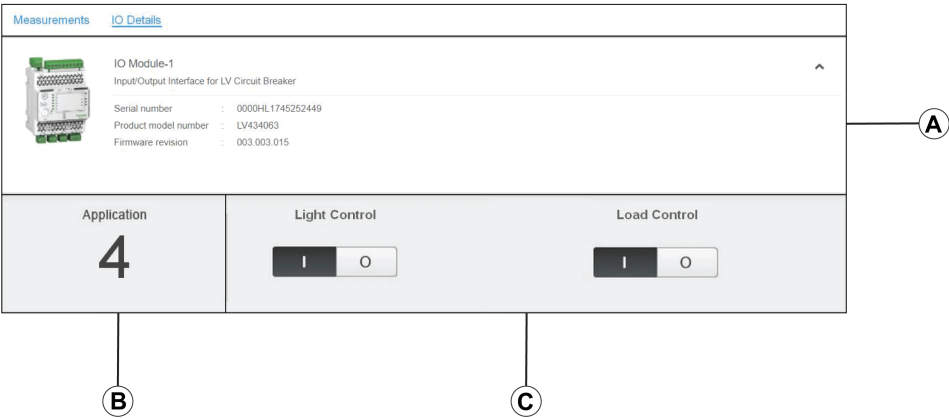 Measurements IO Details
IO Module-1
Input/Output Interface for LV Circuit Breaker
Serial number : 0000HL1745252449
Product model number : LV434063
Firmware revision : 003.003.015
A
Application Light Control Load Control
4 I O I O
B C